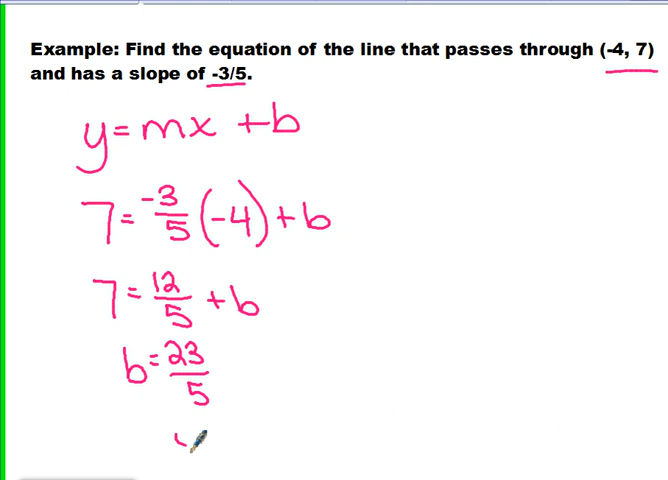 Example: Find the equation of the line that passes through (-4, 7)
and has a slope of -3/5.
y = mx + b
7 = -3/5 (-4) + b
7 = 12/5 + b
b = 23/5